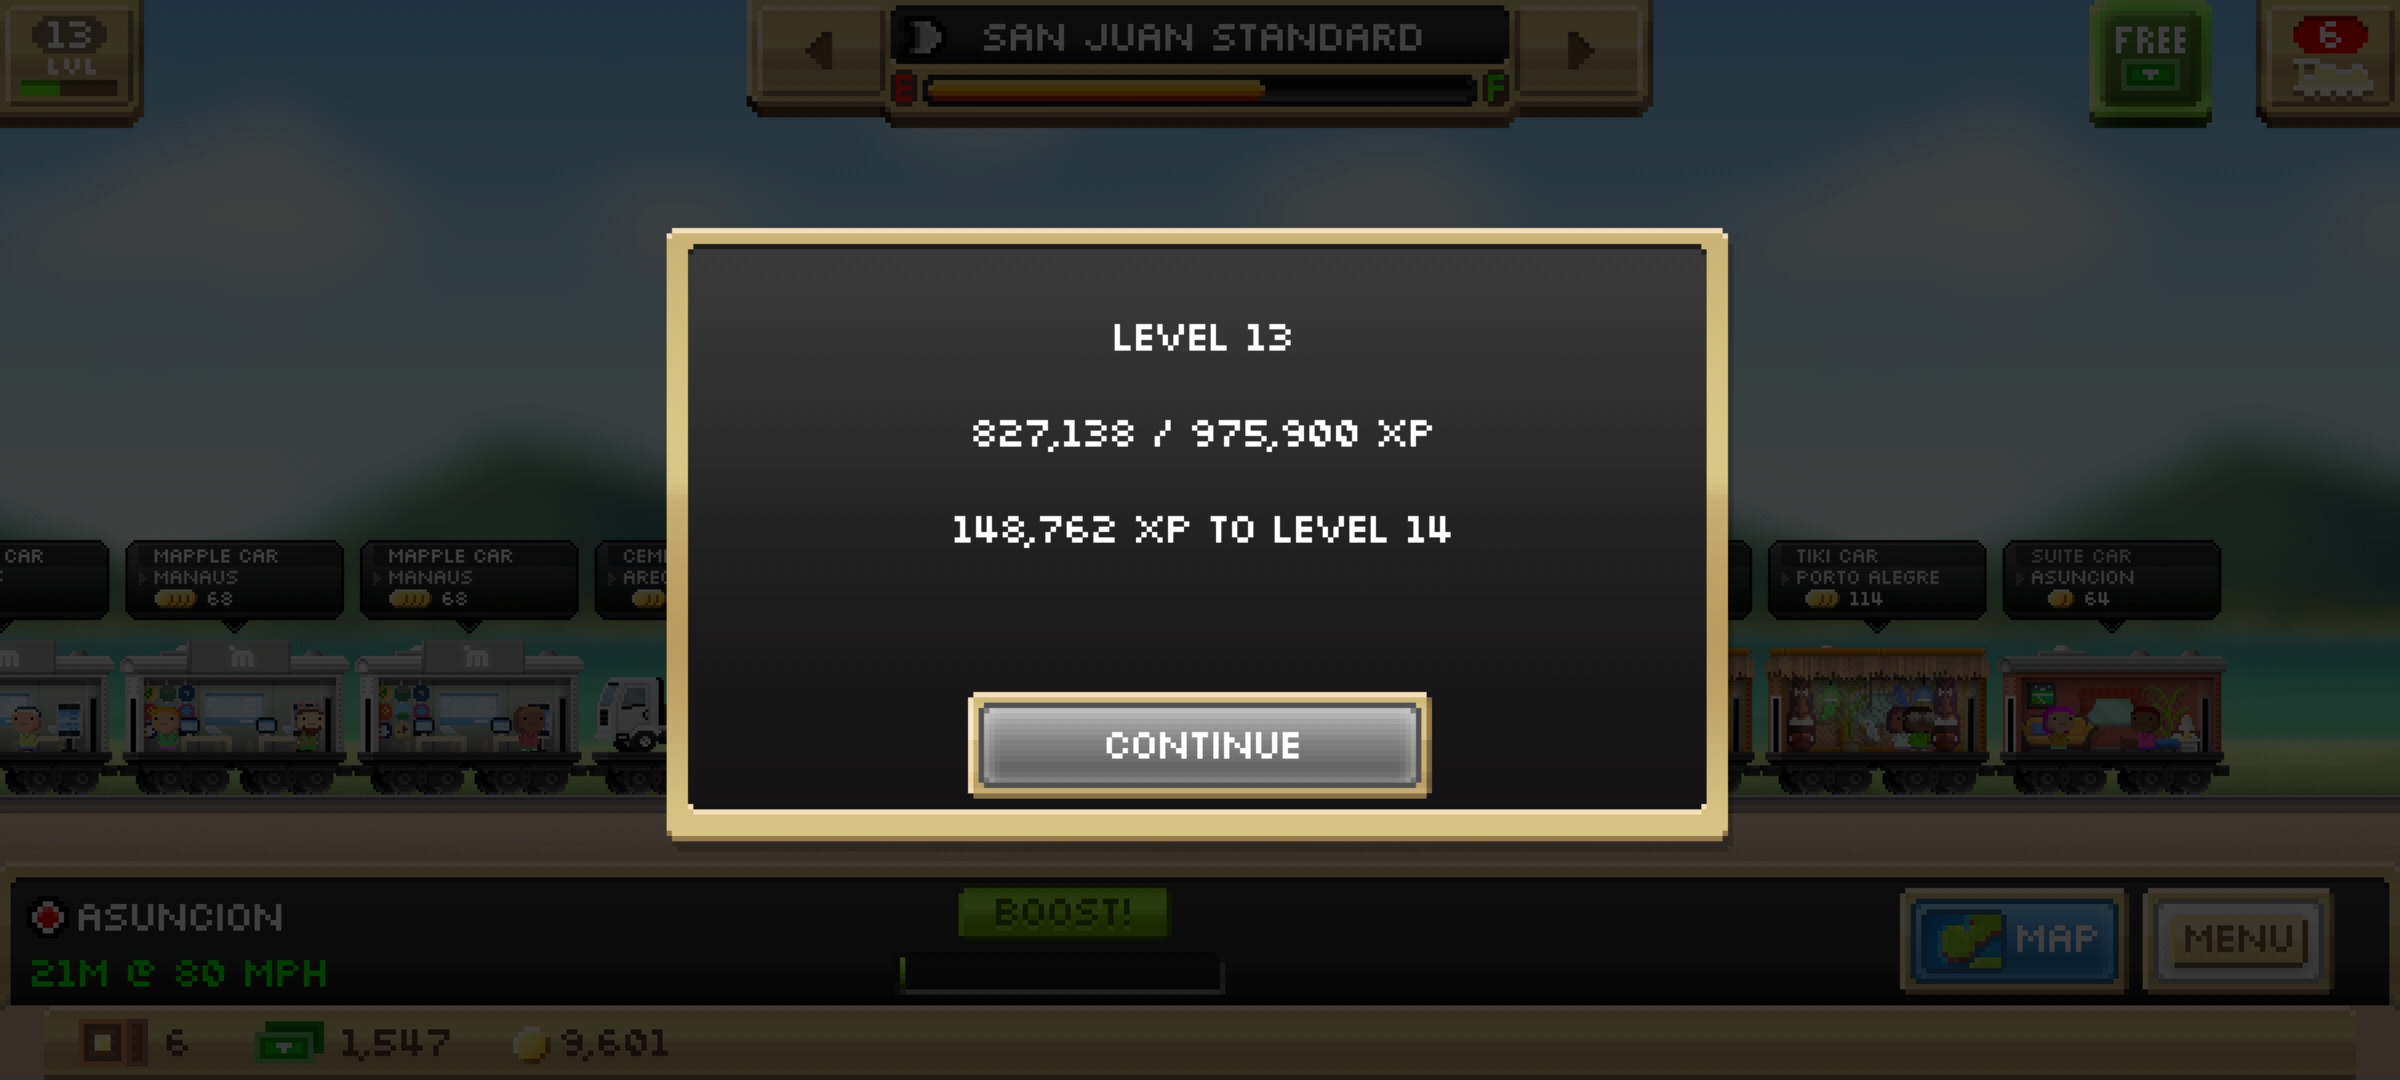 13
LVL
SAN JUAN STANDARD
E
F
FREE
6
LEVEL 13
827,138 / 975,900 XP
148,762 XP TO LEVEL 14
CONTINUE
CAR
MAPPLE CAR
MANAUS
68
MAPPLE CAR
MANAUS
68
CEM
AREQ
TIKI CAR
PORTO ALEGRE
114
SUITE CAR
ASUNCION
64
m
m
m
ASUNCION
21M @ 80 MPH
BOOST!
MAP
MENU
6
1,547
9,601